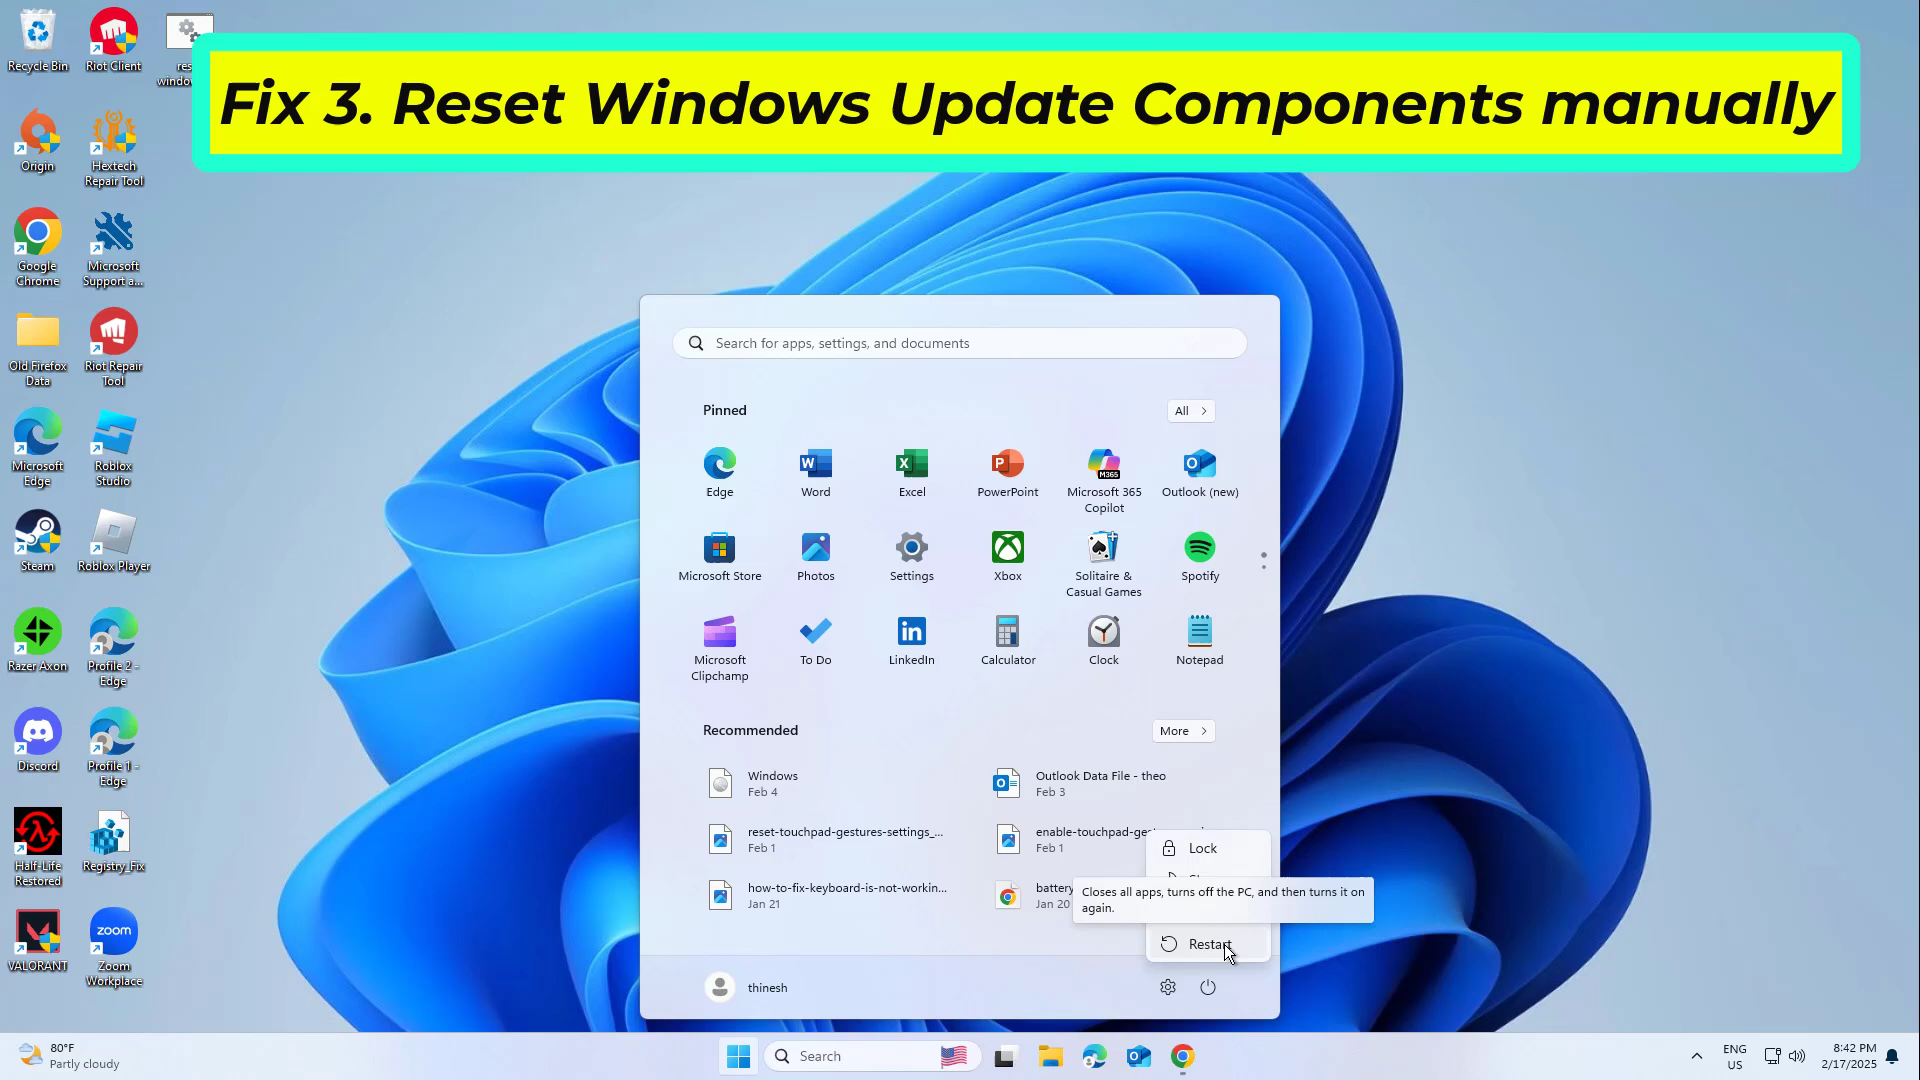 Fix 3. Reset Windows Update Components manually
Recycle Bin
Riot Client
Origin
Hextech
Repair Tool
Google
Chrome
Microsoft
Support a...
Old Firefox
Data
Riot Repair
Tool
Microsoft
Edge
Roblox
Studio
Steam
Roblox Player
Razer Axon
Profile 2 -
Edge
Discord
Profile 1 -
Edge
Half-Life
Restored
Registry_Fix
VALORANT
zoom
Zoom
Workplace
Search for apps, settings, and documents
Pinned
All
Edge
Word
Excel
PowerPoint
M365
Microsoft 365
Copilot
Outlook (new)
Microsoft Store
Photos
Settings
Xbox
Solitaire &
Casual Games
Spotify
Microsoft
Clipchamp
To Do
LinkedIn
Calculator
Clock
Notepad
Recommended
More
Windows
Feb 4
Outlook Data File - theo
Feb 3
reset-touchpad-gestures-settings_...
Feb 1
Feb 1
how-to-fix-keyboard-is-not-workin...
Jan 21
battery
Jan 20
Lock
Closes all apps, turns off the PC, and then turns it on
again.
Restart
thinesh
80°F
Partly cloudy
Search
ENG
US
8:42 PM
2/17/2025